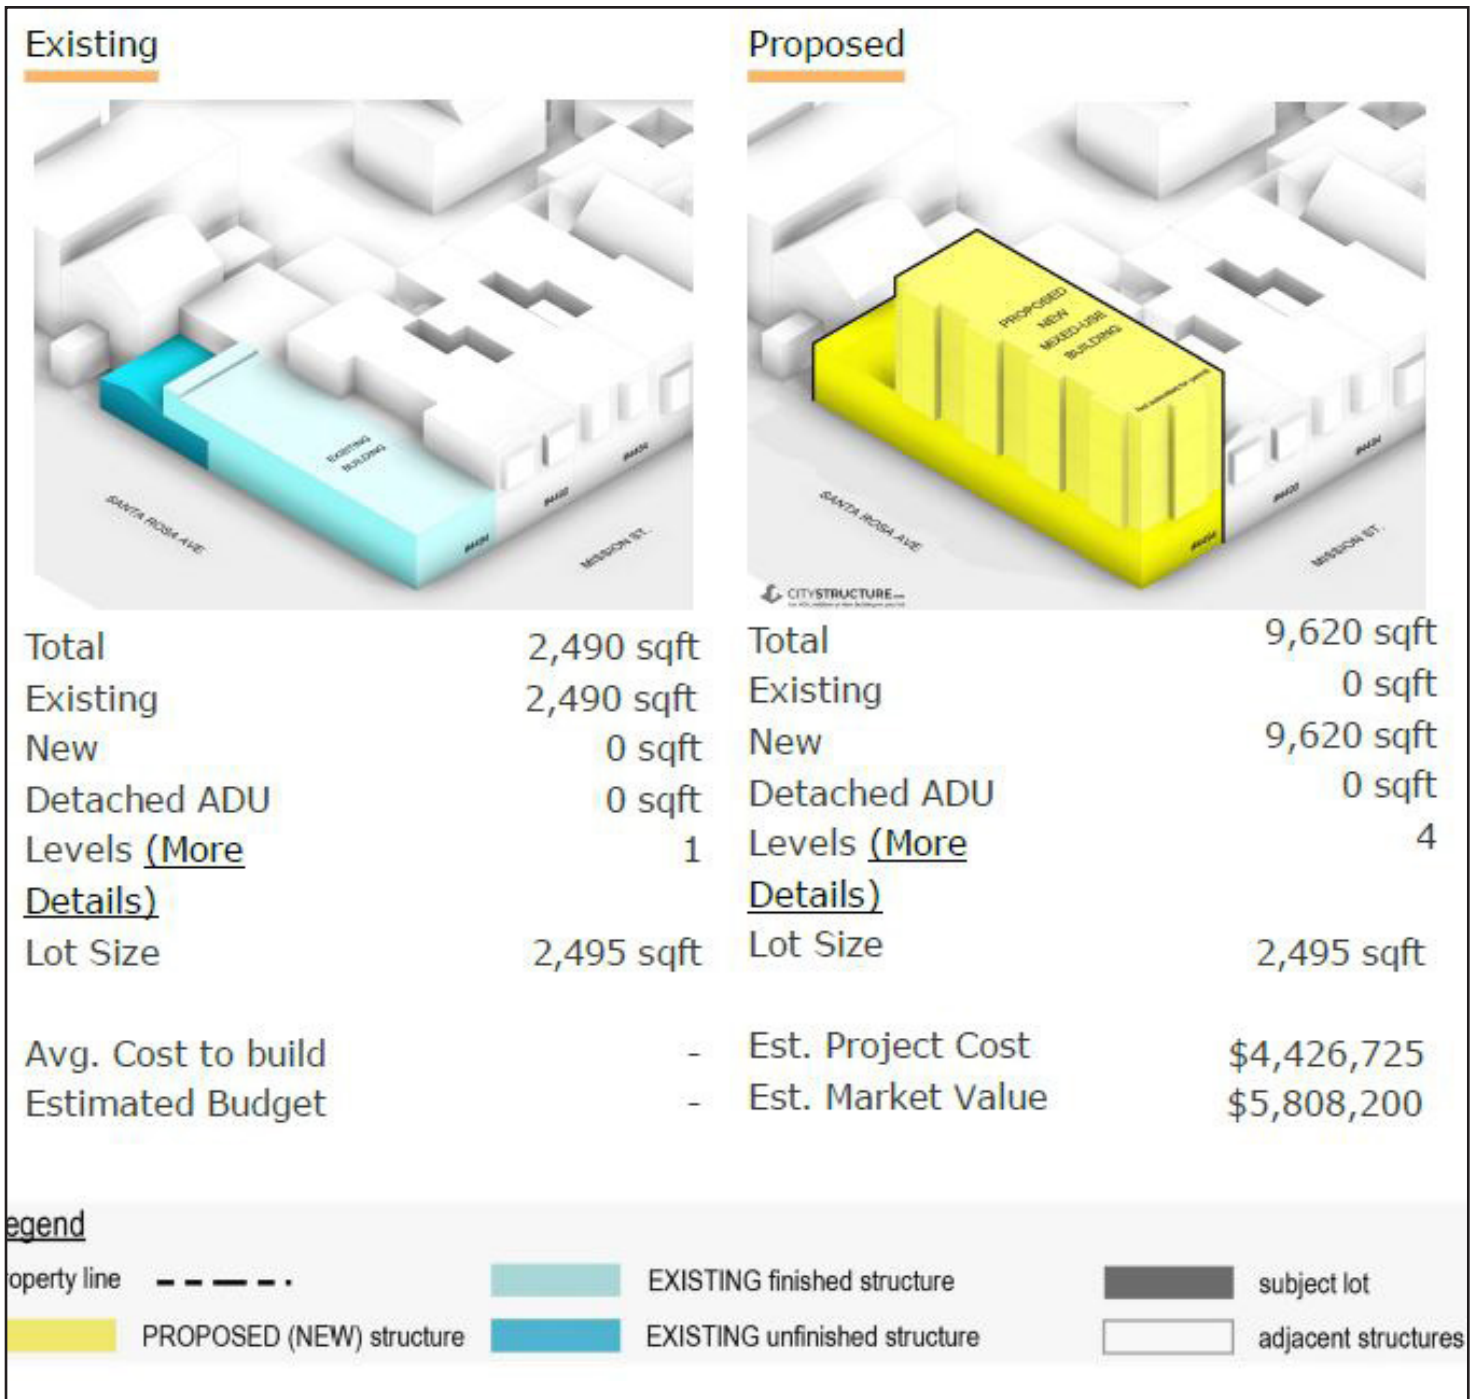 Existing
Proposed
EXISTING
BUILDING
SANTA ROSA AVE
MISSION ST.
PROPOSED
NEW
MIXED-USE
BUILDING
SANTA ROSA AVE
MISSION ST.
CITYSTRUCTURE
Total 2,490 sqft
Existing 2,490 sqft
New 0 sqft
Detached ADU 0 sqft
Levels (More 1
Details)
Lot Size 2,495 sqft
Avg. Cost to build -
Estimated Budget -
Total 9,620 sqft
Existing 0 sqft
New 9,620 sqft
Detached ADU 0 sqft
Levels (More 4
Details)
Lot Size 2,495 sqft
Est. Project Cost $4,426,725
Est. Market Value $5,808,200
egend
operty line
EXISTING finished structure
subject lot
PROPOSED (NEW) structure
EXISTING unfinished structure
adjacent structures